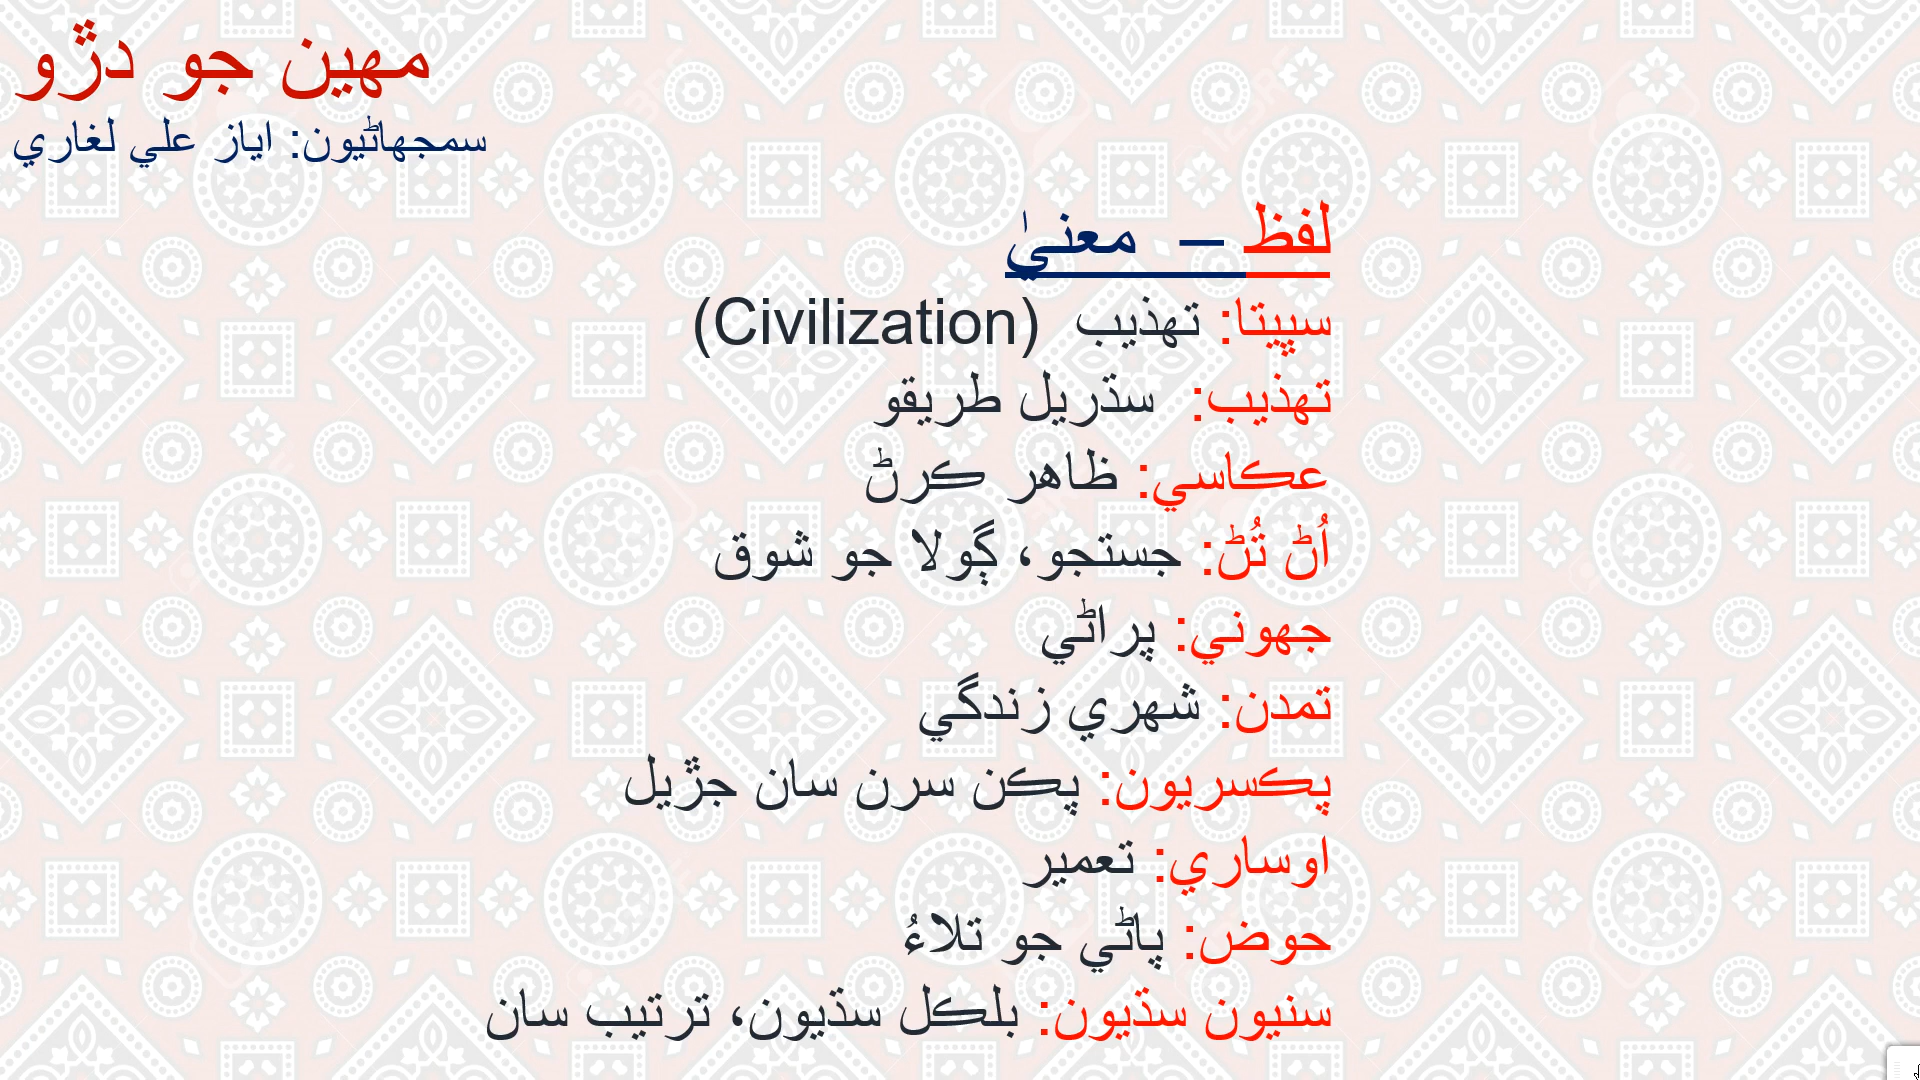 مهين جو دڙو
سمجهاڻيون: اياز علي لغاري
لفظ – معنيٰ
سڀيتا: تهذيب (Civilization)
تهذيب: سڌريل طريقو
عڪاسي: ظاهر ڪرڻ
اُڻ تُڻ: جستجو، ڳولا جو شوق
جهوني: پراڻي
تمدن: شهري زندگي
پڪسريون: پڪن سرن سان جڙيل
اوساري: تعمير
حوض: پاڻي جو تلاءُ
سنيون سڌيون: بلڪل سڌيون، ترتيب سان